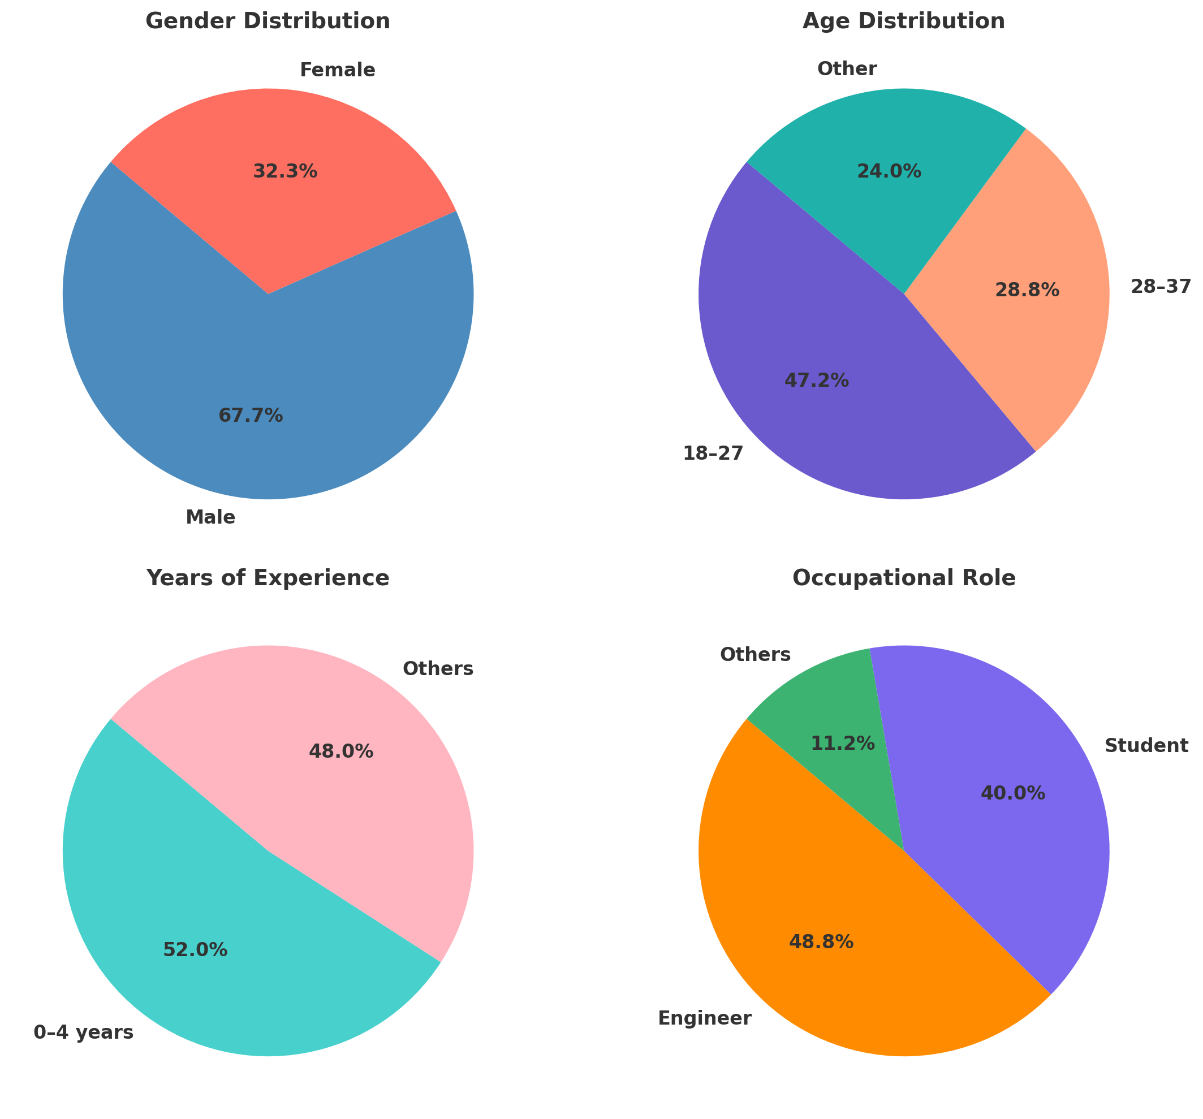 Gender Distribution
Female
32.3%
67.7%
Male
Age Distribution
Other
24.0%
28.8%
28–37
47.2%
18–27
Years of Experience
Others
48.0%
52.0%
0–4 years
Occupational Role
Others
11.2%
Student
40.0%
48.8%
Engineer